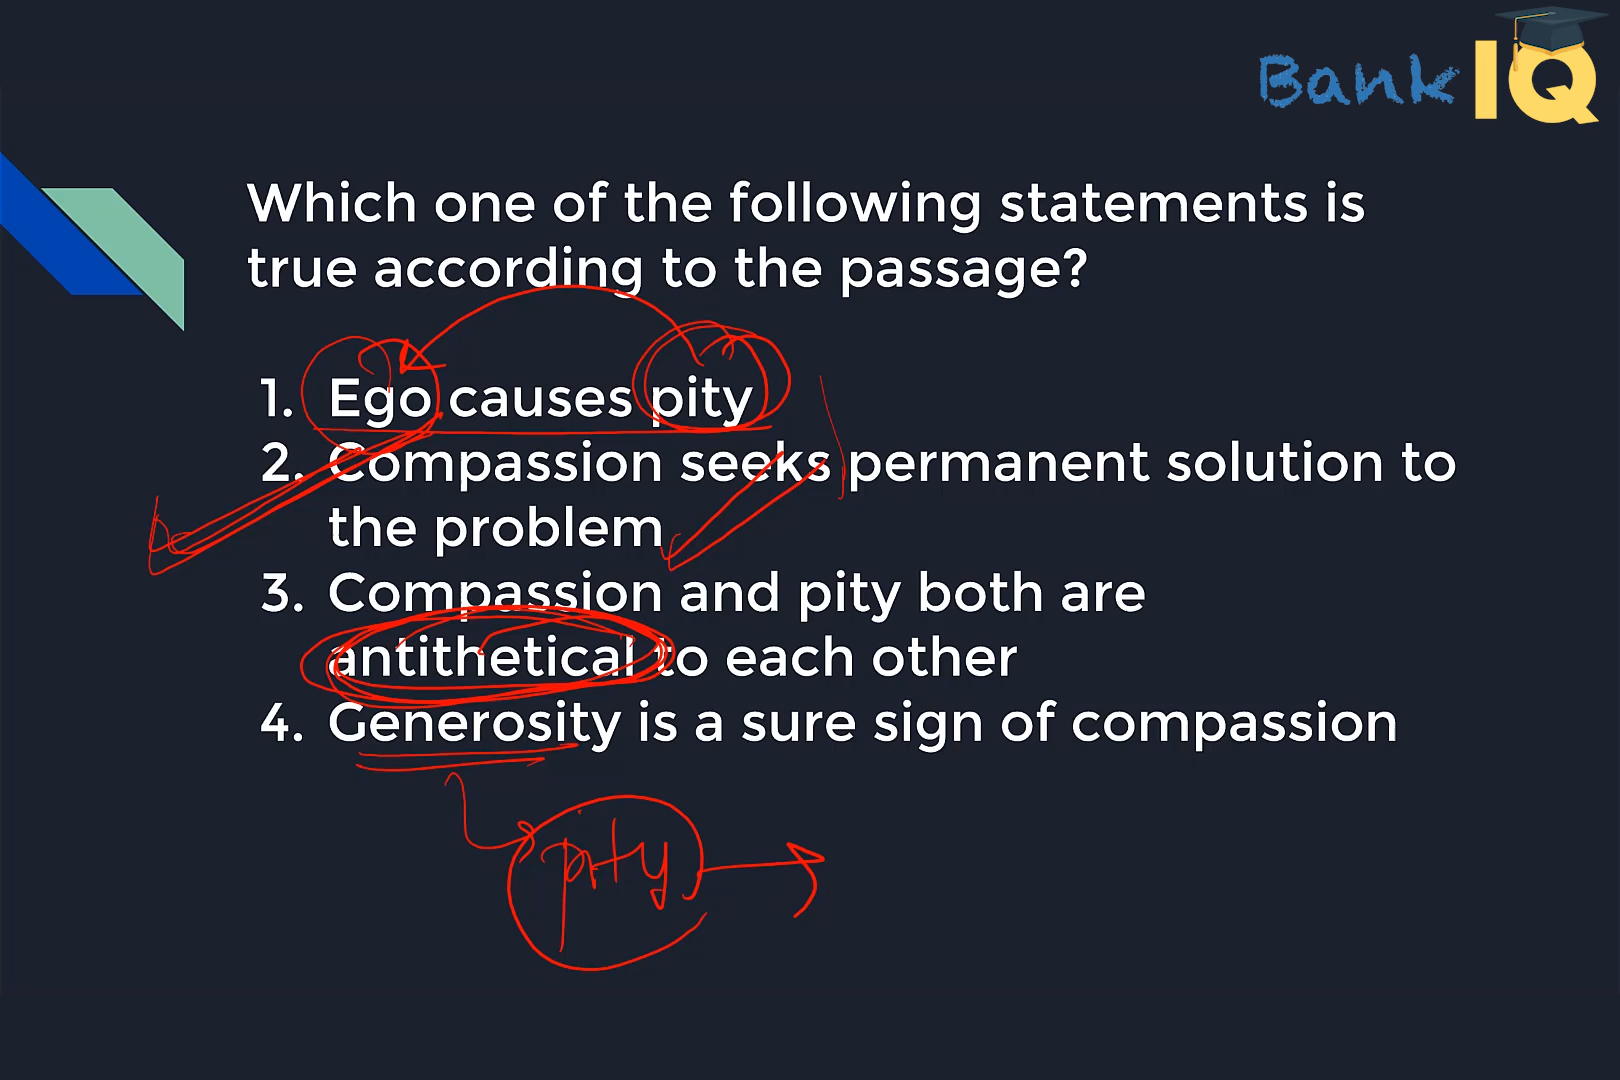 Bank IQ
Which one of the following statements is
true according to the passage?
1. Ego causes pity
2. Compassion seeks permanent solution to
the problem
3. Compassion and pity both are
antithetical to each other
4. Generosity is a sure sign of compassion
pity